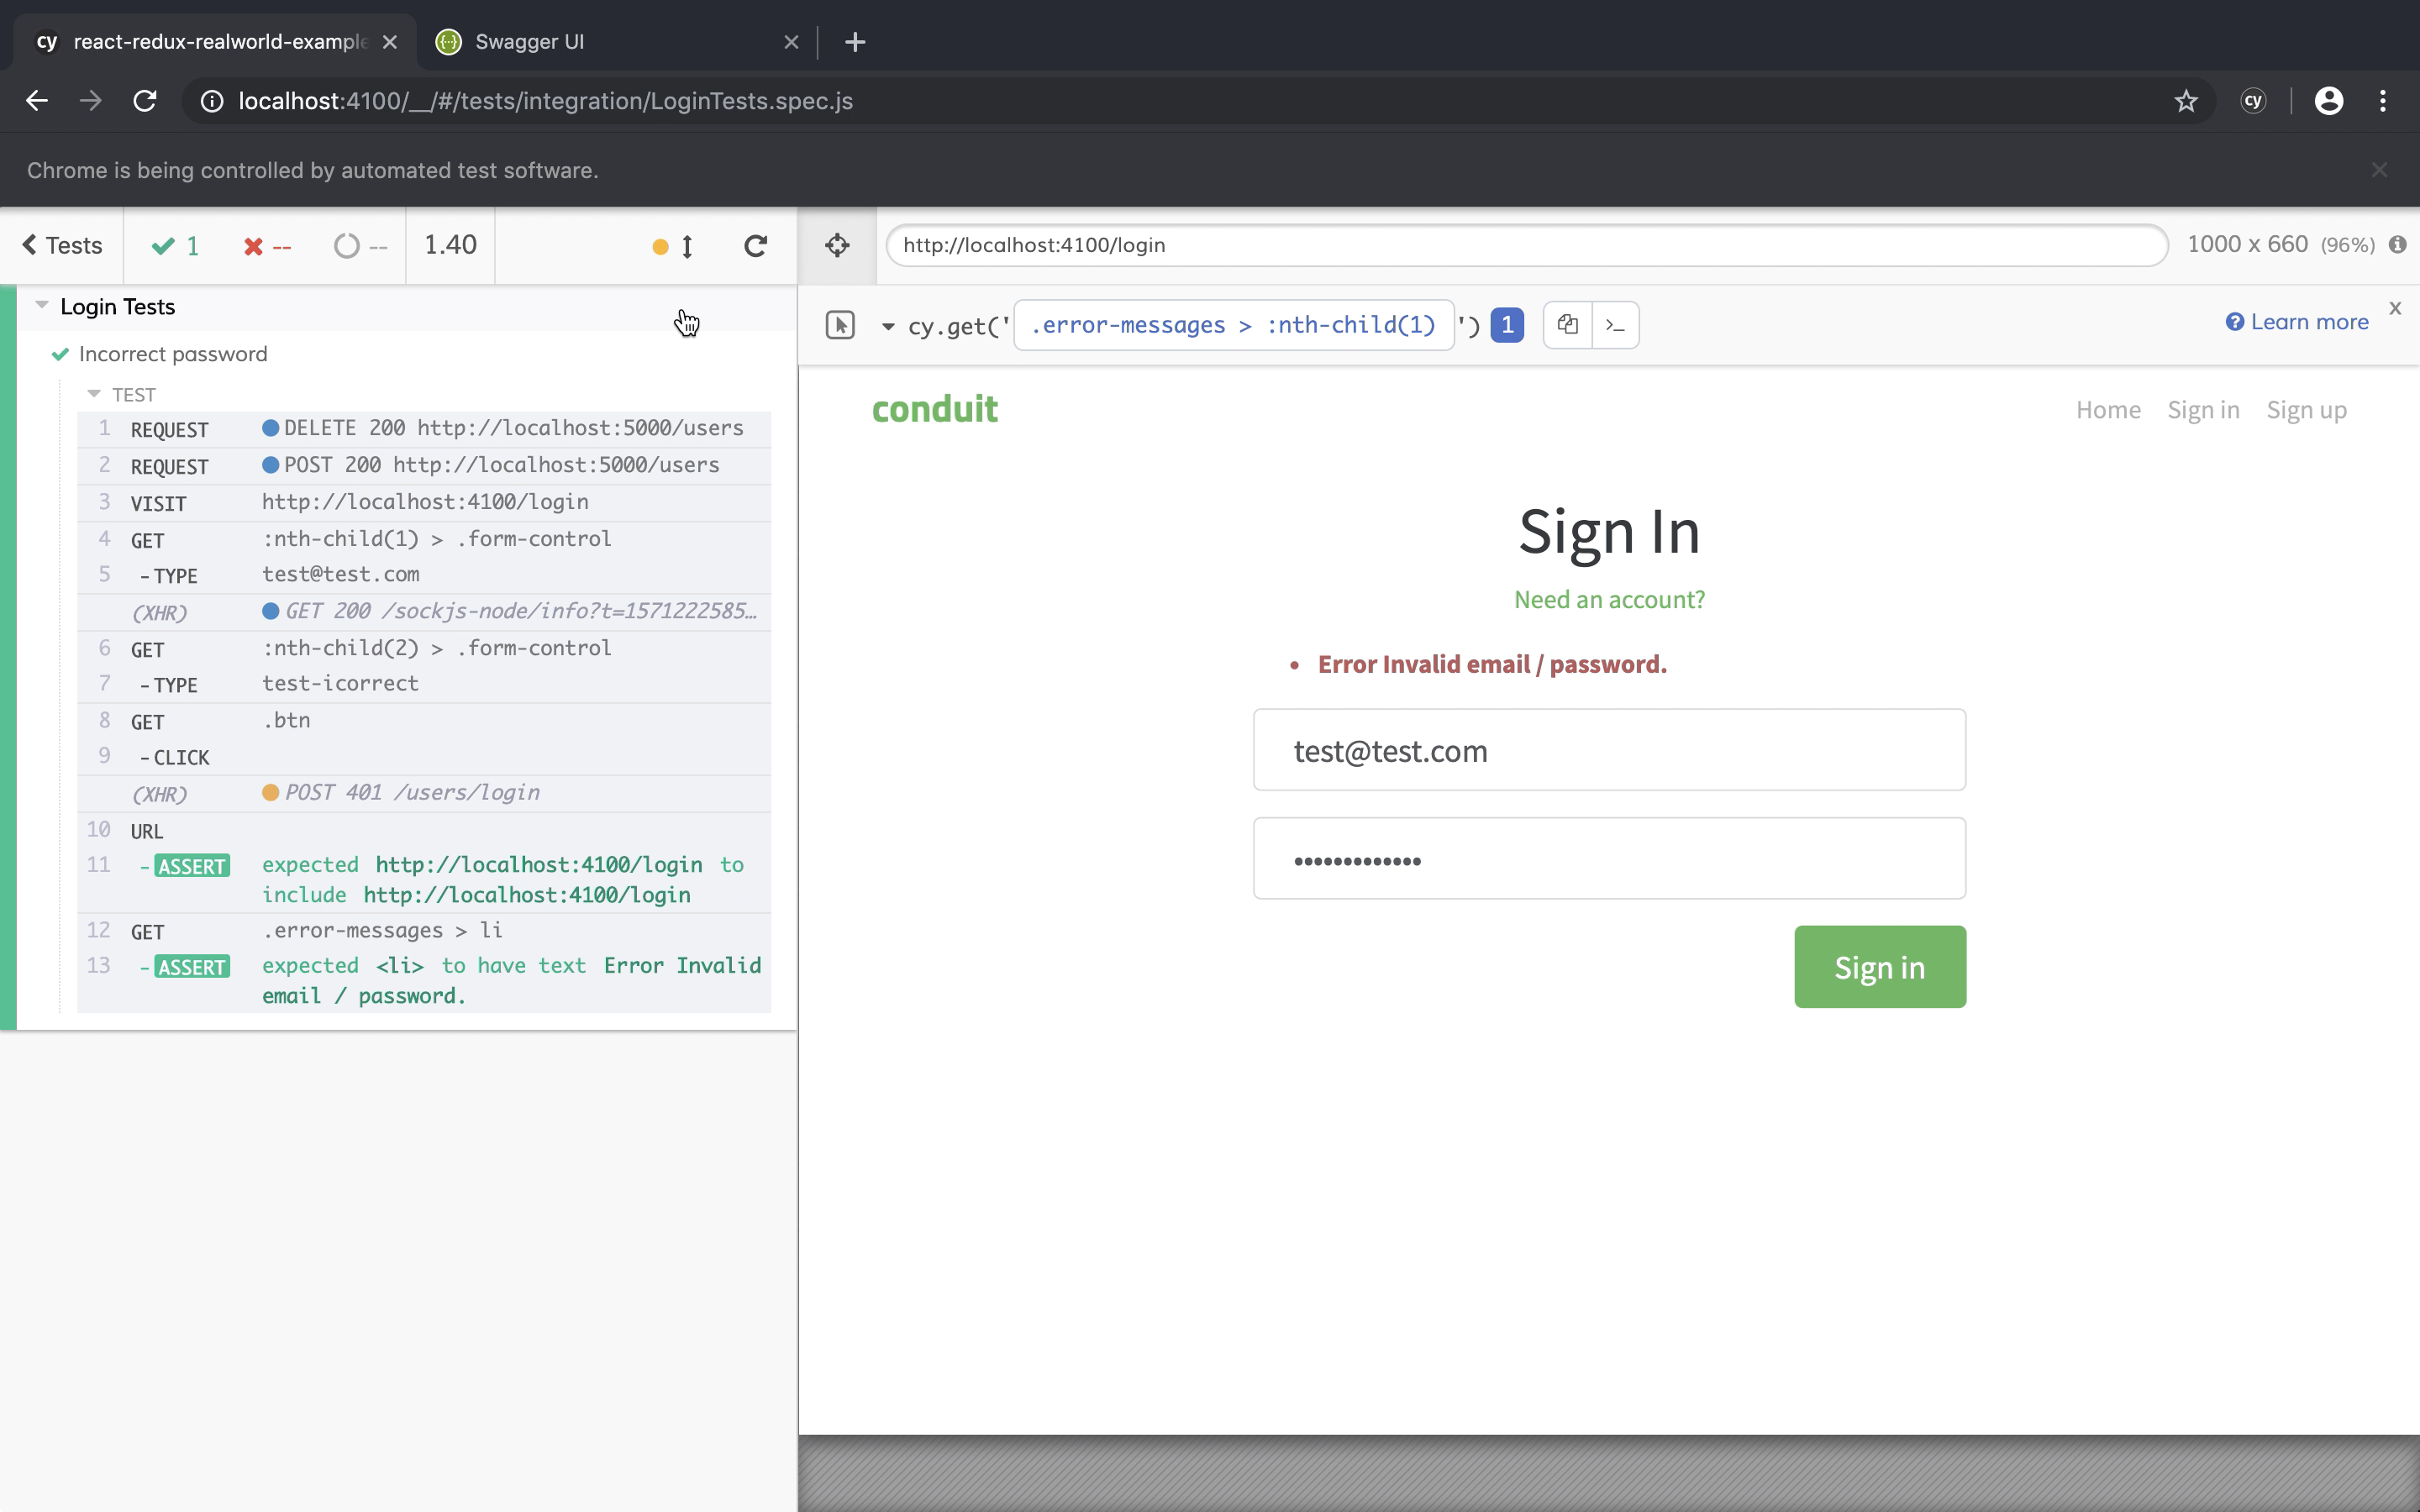 cy react-redux-realworld-example
Swagger UI
localhost:4100/__/#/tests/integration/LoginTests.spec.js
cy
Chrome is being controlled by automated test software.
Tests 1 -- -- 1.40
http://localhost:4100/login
1000 x 660 (96%)
Login Tests
Incorrect password
TEST
1 REQUEST DELETE 200 http://localhost:5000/users
2 REQUEST POST 200 http://localhost:5000/users
3 VISIT http://localhost:4100/login
4 GET :nth-child(1) > .form-control
5 -TYPE test@test.com
(XHR) GET 200 /sockjs-node/info?t=1571222585…
6 GET :nth-child(2) > .form-control
7 -TYPE test-icorrect
8 GET .btn
9 -CLICK
(XHR) POST 401 /users/login
10 URL
11 -ASSERT expected http://localhost:4100/login to
include http://localhost:4100/login
12 GET .error-messages > li
13 -ASSERT expected <li> to have text Error Invalid
email / password.
cy.get('.error-messages > :nth-child(1)') 1
Learn more
x
conduit
Home Sign in Sign up
Sign In
Need an account?
• Error Invalid email / password.
test@test.com
•••••••••••••
Sign in